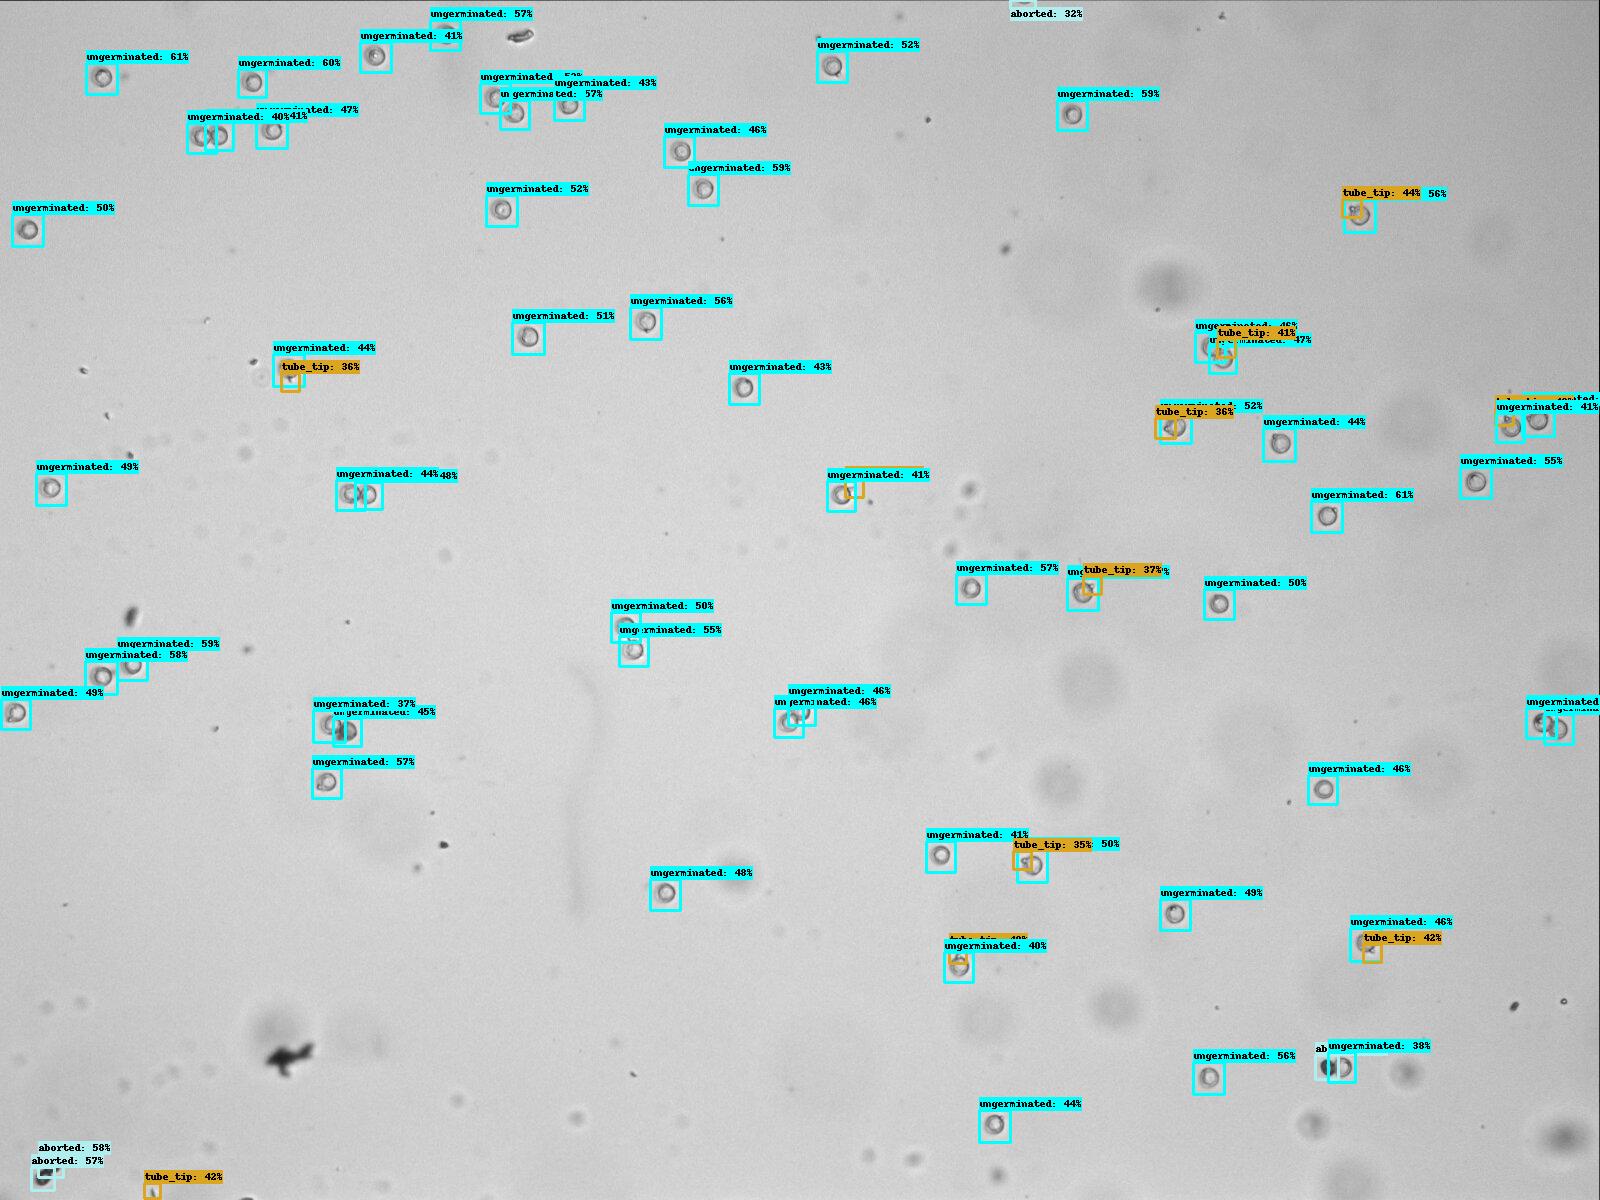 ungerminated: 57%
aborted: 32%
ungerminated: 41%
ungerminated: 52%
ungerminated: 61%
ungerminated: 60%
ungerminated
ungerminated: 43%
ungerminated: 57%
ungerminated: 59%
47%
ungerminated: 40%
41%
ungerminated: 46%
ungerminated: 59%
ungerminated: 52%
tube_tip: 44%
56%
ungerminated: 50%
ungerminated: 56%
ungerminated: 51%
tube_tip: 41%
47%
ungerminated: 44%
tube_tip: 36%
ungerminated: 43%
52%
tube_tip: 36%
ungerminated: 41%
ungerminated: 44%
ungerminated: 55%
ungerminated: 49%
ungerminated: 44%
48%
ungerminated: 41%
ungerminated: 61%
ungerminated: 57%
tube_tip: 37%
ungerminated: 50%
ungerminated: 50%
ungerminated: 55%
ungerminated: 59%
ungerminated: 58%
ungerminated: 49%
ungerminated: 46%
ungerminated: 46%
ungerminated: 37%
ungerminated: 45%
ungerminated
ungerminated: 57%
ungerminated: 46%
ungerminated: 41%
tube_tip: 35%
50%
ungerminated: 48%
ungerminated: 49%
ungerminated: 46%
tube_tip: 42%
ungerminated: 40%
ungerminated: 38%
ungerminated: 56%
ungerminated: 44%
aborted: 58%
aborted: 57%
tube_tip: 42%